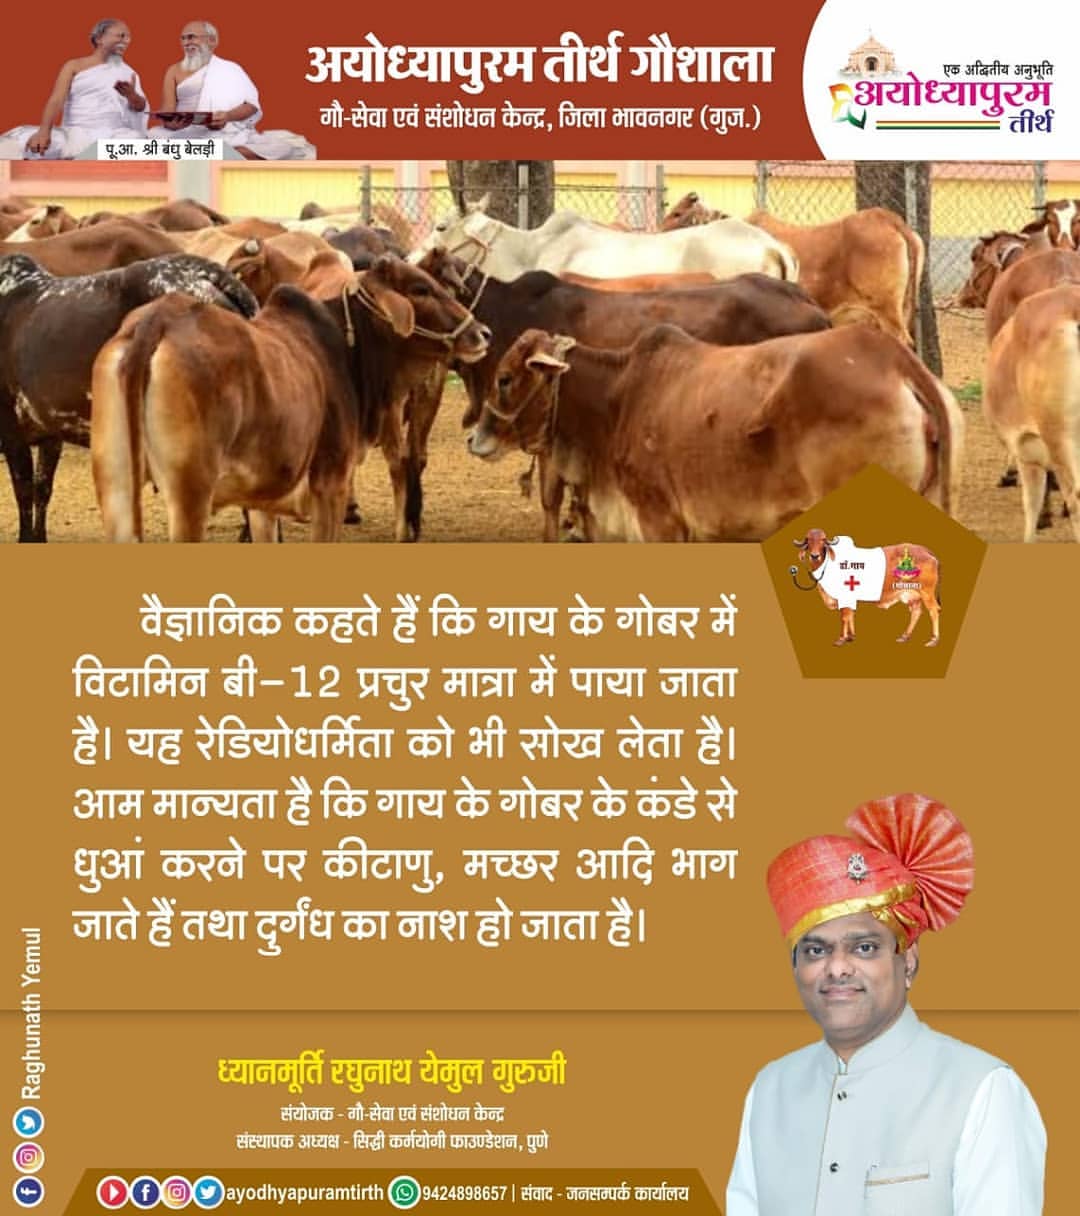 अयोध्यापुरम तीर्थ गौशाला
गौ-सेवा एवं संशोधन केन्द्र, जिला भावनगर (गुज.)
पू.आ. श्री बंधु बेलड़ी
एक अद्वितीय अनुभूति
अयोध्यापुरम
तीर्थ
डॉ.गाय
(गोमाता)
वैज्ञानिक कहते हैं कि गाय के गोबर में
विटामिन बी-12 प्रचुर मात्रा में पाया जाता
है। यह रेडियोधर्मिता को भी सोख लेता है।
आम मान्यता है कि गाय के गोबर के कंडे से
धुआं करने पर कीटाणु, मच्छर आदि भाग
जाते हैं तथा दुर्गंध का नाश हो जाता है।
Raghunath Yemul
ध्यानमूर्ति रघुनाथ येमुल गुरुजी
संयोजक - गौ-सेवा एवं संशोधन केन्द्र
संस्थापक अध्यक्ष - सिद्धी कर्मयोगी फाउण्डेशन, पुणे
ayodhyapuramtirth 9424898657 | संवाद - जनसम्पर्क कार्यालय